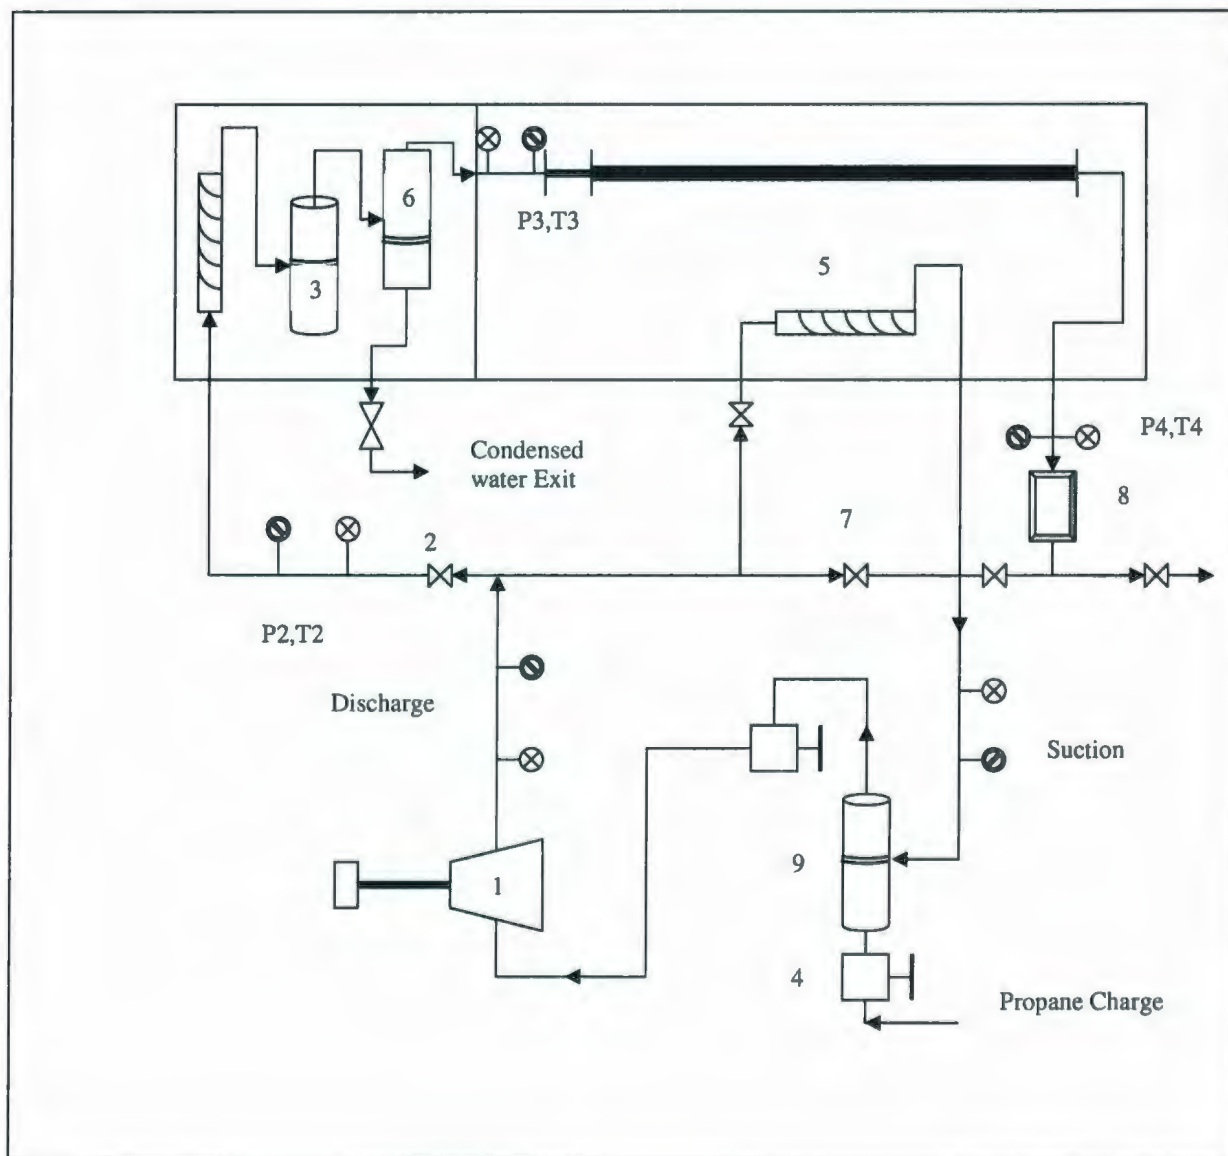 6
P3,T3
3
5
P4,T4
Condensed
water Exit
8
7
2
P2,T2
Discharge
Suction
9
1
4
Propane Charge